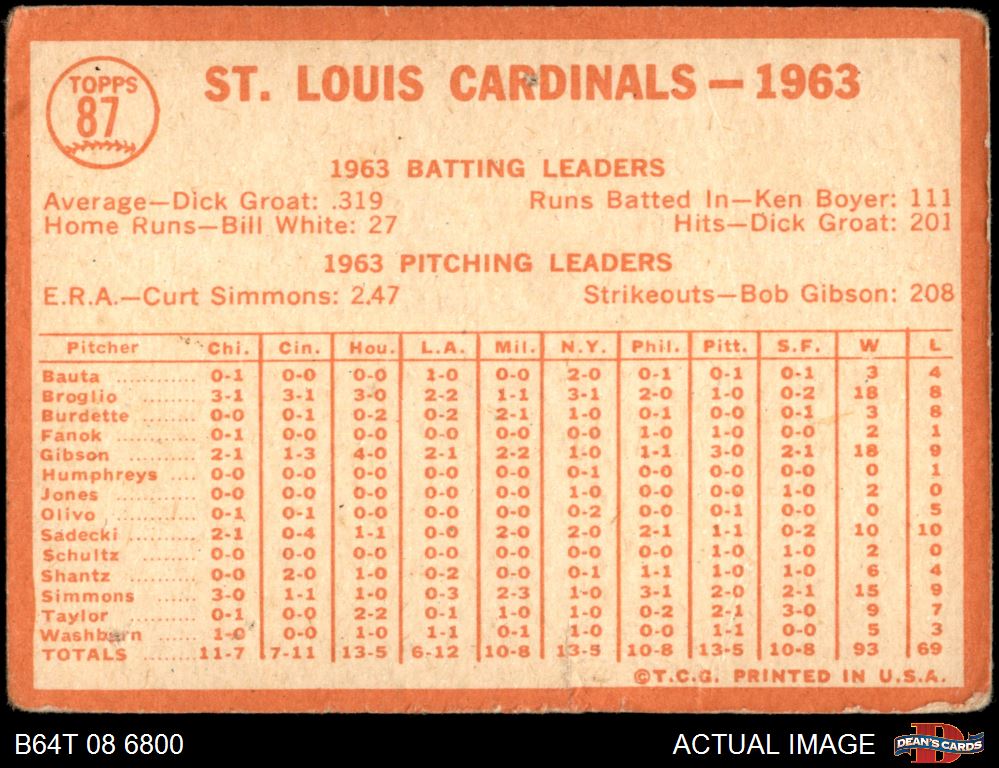 TOPPS
87
ST. LOUIS CARDINALS — 1963
1963 BATTING LEADERS
Average—Dick Groat: .319 Runs Batted In—Ken Boyer: 111
Home Runs—Bill White: 27 Hits—Dick Groat: 201
1963 PITCHING LEADERS
E.R.A.—Curt Simmons: 2.47 Strikeouts—Bob Gibson: 208
Pitcher Chi. Cin. Hou. L.A. Mil. N.Y. Phil. Pitt. S.F. W L
Bauta ........... 0-1 0-0 0-0 1-0 0-0 2-0 0-1 0-1 0-1 3 4
Broglio ........ 3-1 3-1 3-0 2-2 1-1 3-1 2-0 1-0 0-2 18 8
Burdette ....... 0-0 0-1 0-2 0-2 2-1 1-0 0-1 0-0 0-1 3 8
Fanok ........... 0-1 0-0 0-0 0-0 0-0 0-0 1-0 1-0 0-0 2 1
Gibson .......... 2-1 1-3 4-0 2-1 2-2 1-0 1-1 3-0 2-1 18 9
Humphreys .... 0-0 0-0 0-0 0-0 0-0 0-1 0-0 0-0 0-0 0 1
Jones ........... 0-0 0-0 0-0 0-0 0-0 1-0 0-0 0-0 1-0 2 0
Olivo ........... 0-1 0-1 0-0 0-0 0-0 0-2 0-0 0-1 0-0 0 5
Sadecki ........ 2-1 0-4 1-1 0-0 2-0 2-0 2-1 1-1 0-2 10 10
Schultz ........ 0-0 0-0 0-0 0-0 0-0 0-0 0-0 1-0 1-0 2 0
Shantz ......... 0-0 2-0 1-0 0-2 0-0 0-1 1-1 1-0 1-0 6 4
Simmons ...... 3-0 1-1 1-0 0-3 2-3 1-0 3-1 2-0 2-1 15 9
Taylor .......... 0-1 0-0 2-2 0-1 1-0 1-0 0-2 2-1 3-0 9 7
Washburn ..... 1-0 0-0 1-0 1-1 0-1 1-0 0-0 1-1 0-0 5 3
TOTALS ....... 11-7 7-11 13-5 6-12 10-8 13-5 10-8 13-5 10-8 93 69
©T.C.G. PRINTED IN U.S.A.
B64T 08 6800 ACTUAL IMAGE DEAN'S CARDS